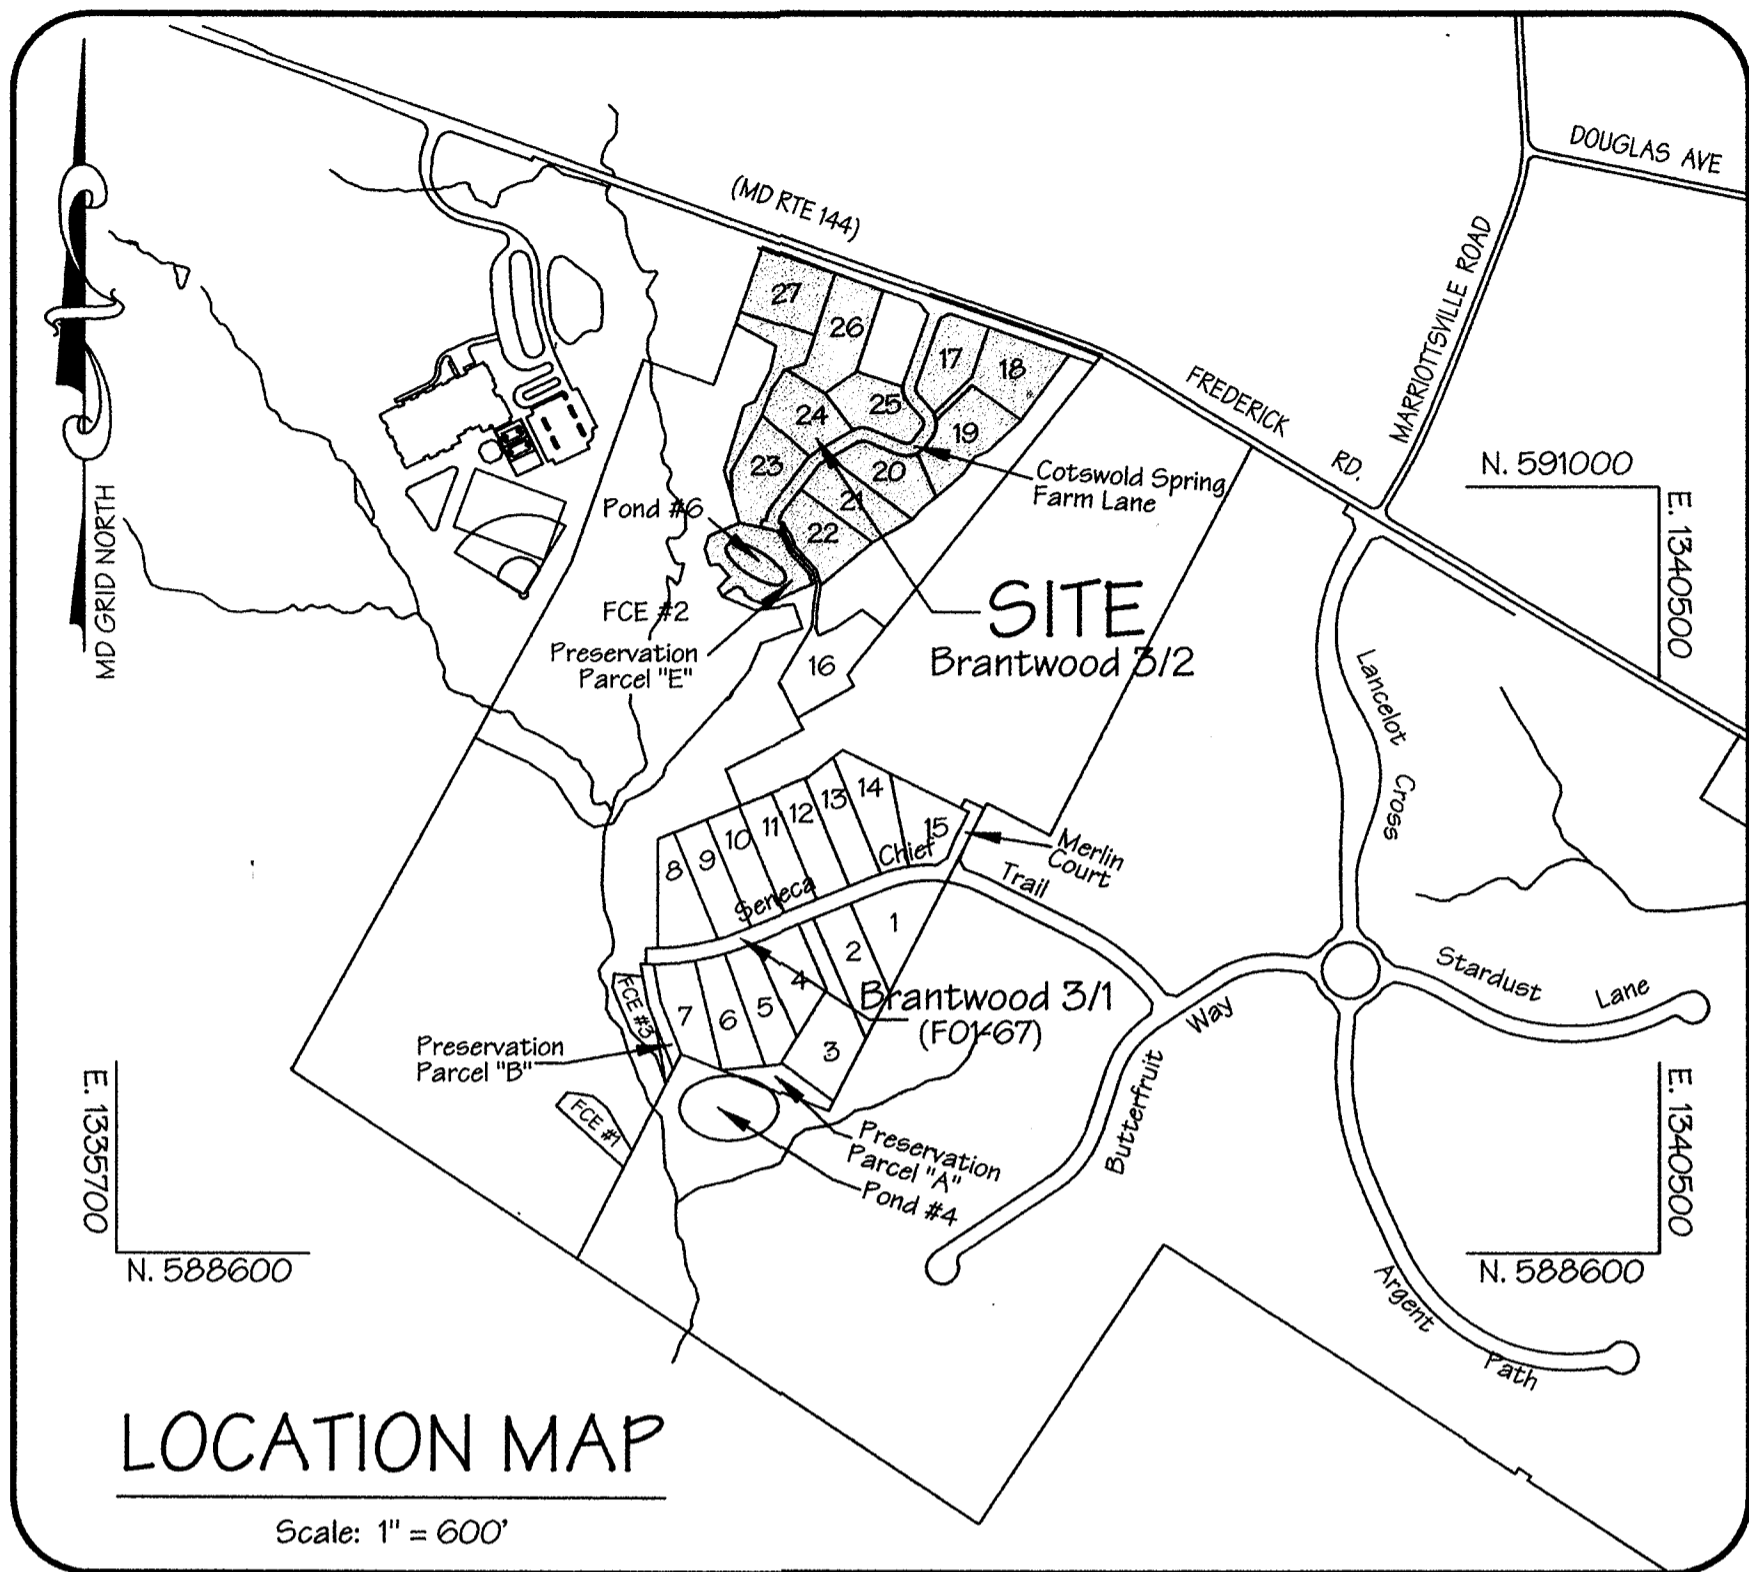 DOUGLAS AVE
(MD RTE 144)
MARRIOTTSVILLE ROAD
27
26
17
18
FREDERICK
RD.
25
24
19
N. 591000
E. 1340500
23
20
Cotswold Spring
Farm Lane
21
Pond #6
22
MD GRID NORTH
SITE
Brantwood 3/2
FCE #2
Preservation
Parcel "E"
16
Lancelot
Cross
14
13
12
11
10
9
8
15
Merlin
Court
Seneca
Chief
Trail
1
2
4
5
6
7
3
Brantwood 3/1
(F01-67)
FCE #3
Preservation
Parcel "B"
FCE #1
Stardust
Lane
Way
Butterfruit
Preservation
Parcel "A"
Pond #4
E. 1335700
N. 588600
E. 1340500
N. 588600
Argent
Path
LOCATION MAP
Scale: 1" = 600'